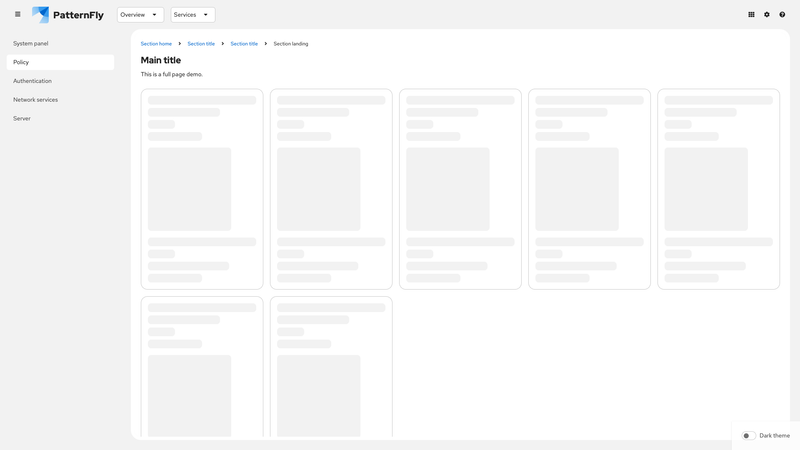 PatternFly
Overview
Services
System panel
Policy
Authentication
Network services
Server
Section home
Section title
Section title
Section landing
Main title
This is a full page demo.
Dark theme